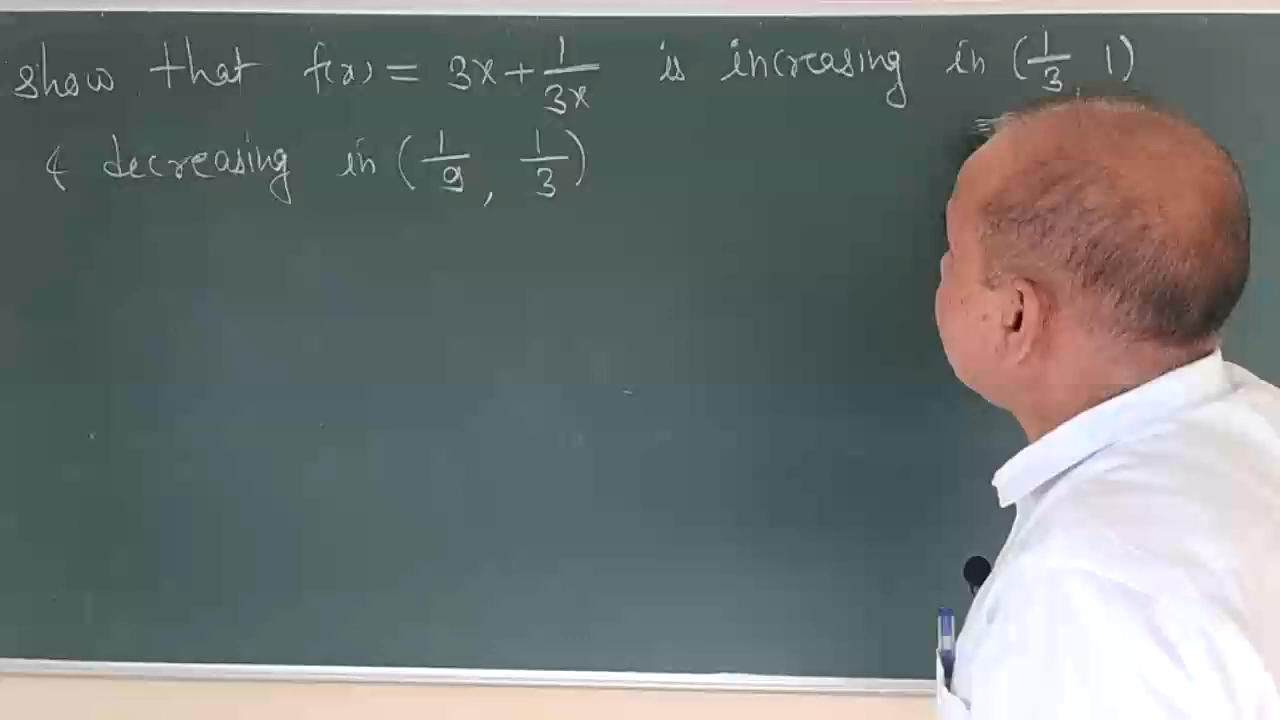 show that f(x) = 3x + 1/3x is increasing in (1/3, 1)
& decreasing in (1/9, 1/3)